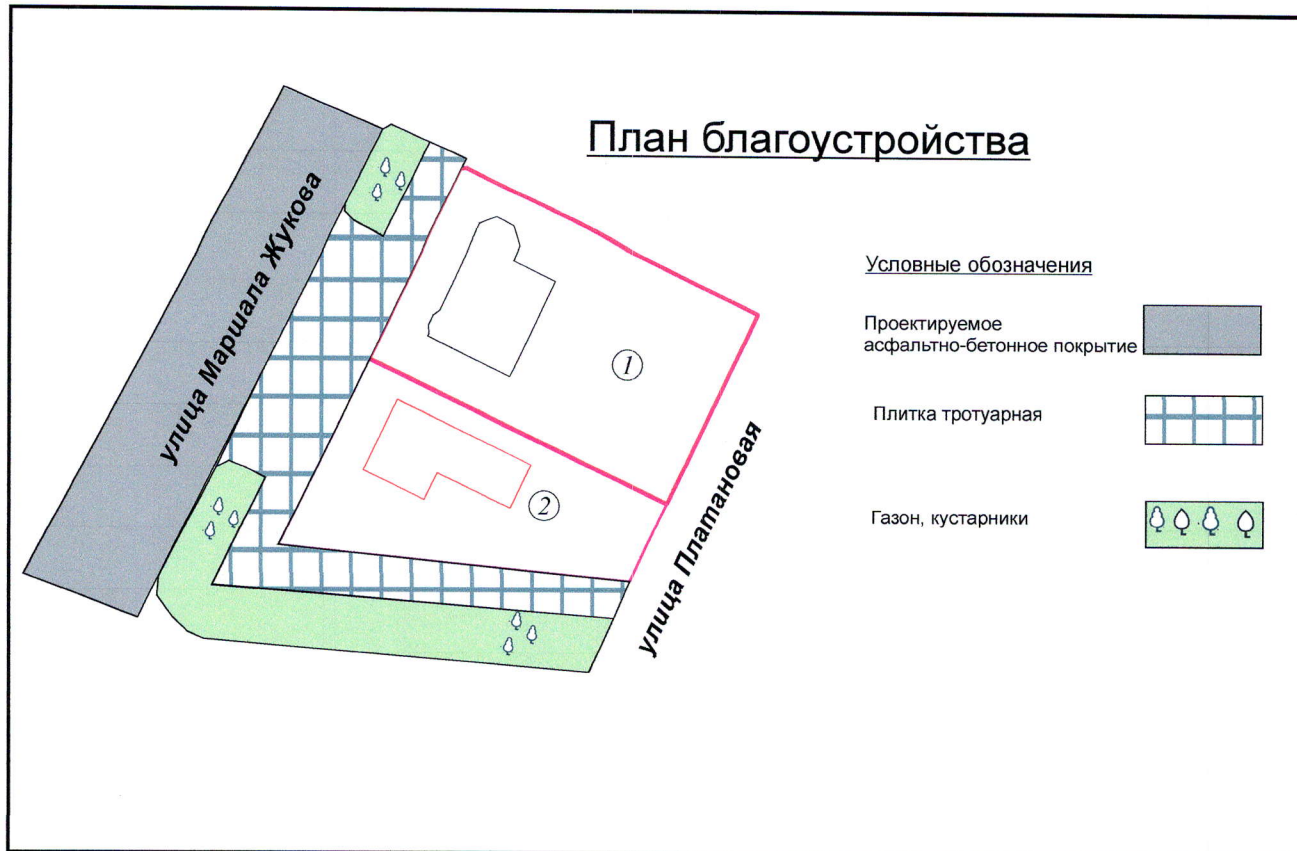 План благоустройства
улица Маршала Жукова
Условные обозначения
Проектируемое
асфальтно-бетонное покрытие
1
Плитка тротуарная
2
улица Платановая
Газон, кустарники